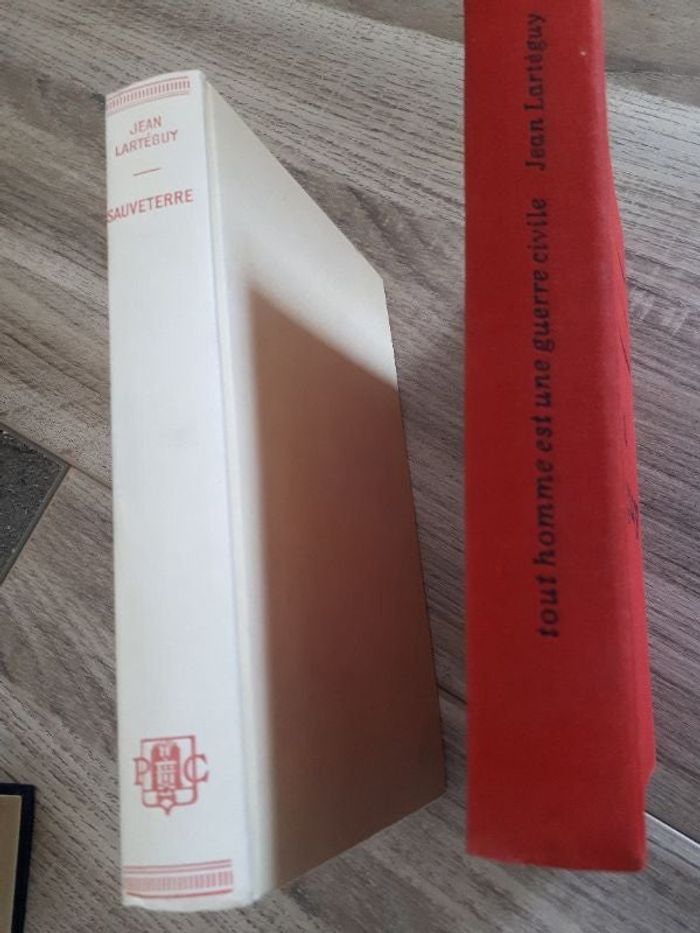 JEAN
LARTÉGUY
SAUVETERRE
P C
tout homme est une guerre civile Jean Lartéguy